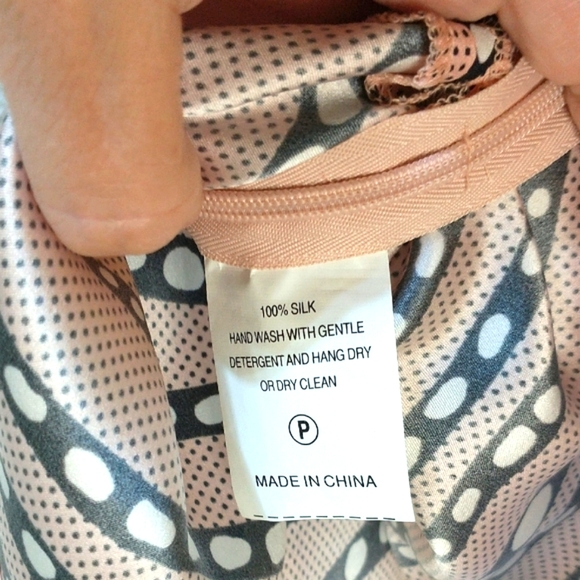 100% SILK
HAND WASH WITH GENTLE
DETERGENT AND HANG DRY
OR DRY CLEAN
P
MADE IN CHINA